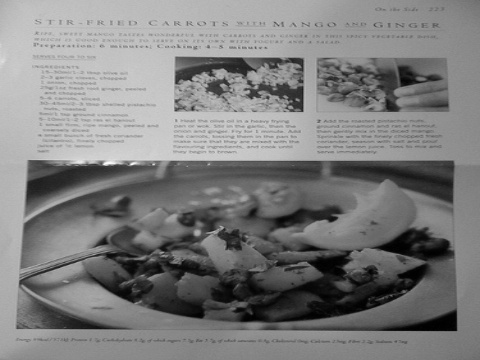 On the Side 223
STIR-FRIED CARROTS WITH MANGO AND GINGER
RIPE, SWEET MANGO TASTES WONDERFUL WITH CARROTS AND GINGER IN THIS SPICY VEGETABLE DISH,
WHICH IS GOOD ENOUGH TO SERVE ON ITS OWN WITH YOGURT AND A SALAD.
Preparation: 6 minutes; Cooking: 4–5 minutes
SERVES FOUR TO SIX
INGREDIENTS
15–30ml/1–2 tbsp olive oil
2–3 garlic cloves, chopped
1 onion, chopped
25g/1oz fresh root ginger, peeled
and chopped
5–6 carrots, sliced
30–45ml/2–3 tbsp shelled pistachio
nuts, roasted
5ml/1 tsp ground cinnamon
5–10ml/1–2 tsp ras el hanout
1 small firm, ripe mango, peeled and
coarsely diced
a small bunch of fresh coriander
(cilantro), finely chopped
juice of ½ lemon
salt
1 Heat the olive oil in a heavy frying
pan or wok. Stir in the garlic, then the
onion and ginger. Fry for 1 minute. Add
the carrots, tossing them in the pan to
make sure that they are mixed with the
flavouring ingredients, and cook until
they begin to brown.
2 Add the roasted pistachio nuts,
ground cinnamon and ras el hanout,
then gently mix in the diced mango.
Sprinkle with the finely chopped fresh
coriander, season with salt and pour
over the lemon juice. Toss to mix and
serve immediately.